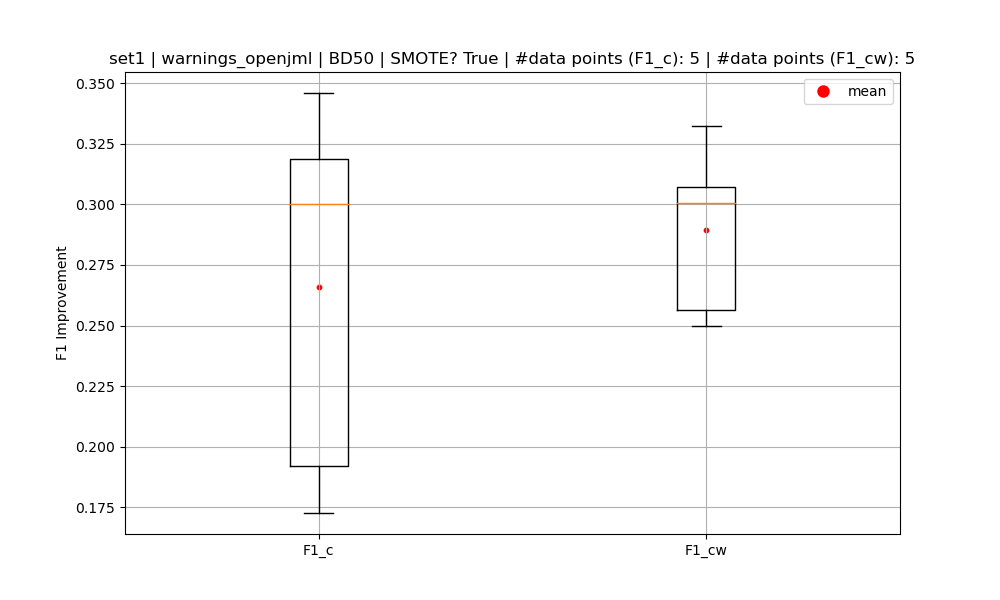 set1 | warnings_openjml | BD50 | SMOTE? True | #data points (F1_c): 5 | #data points (F1_cw): 5
mean
0.350
0.325
0.300
0.275
0.250
0.225
0.200
0.175
F1 Improvement
F1_c
F1_cw